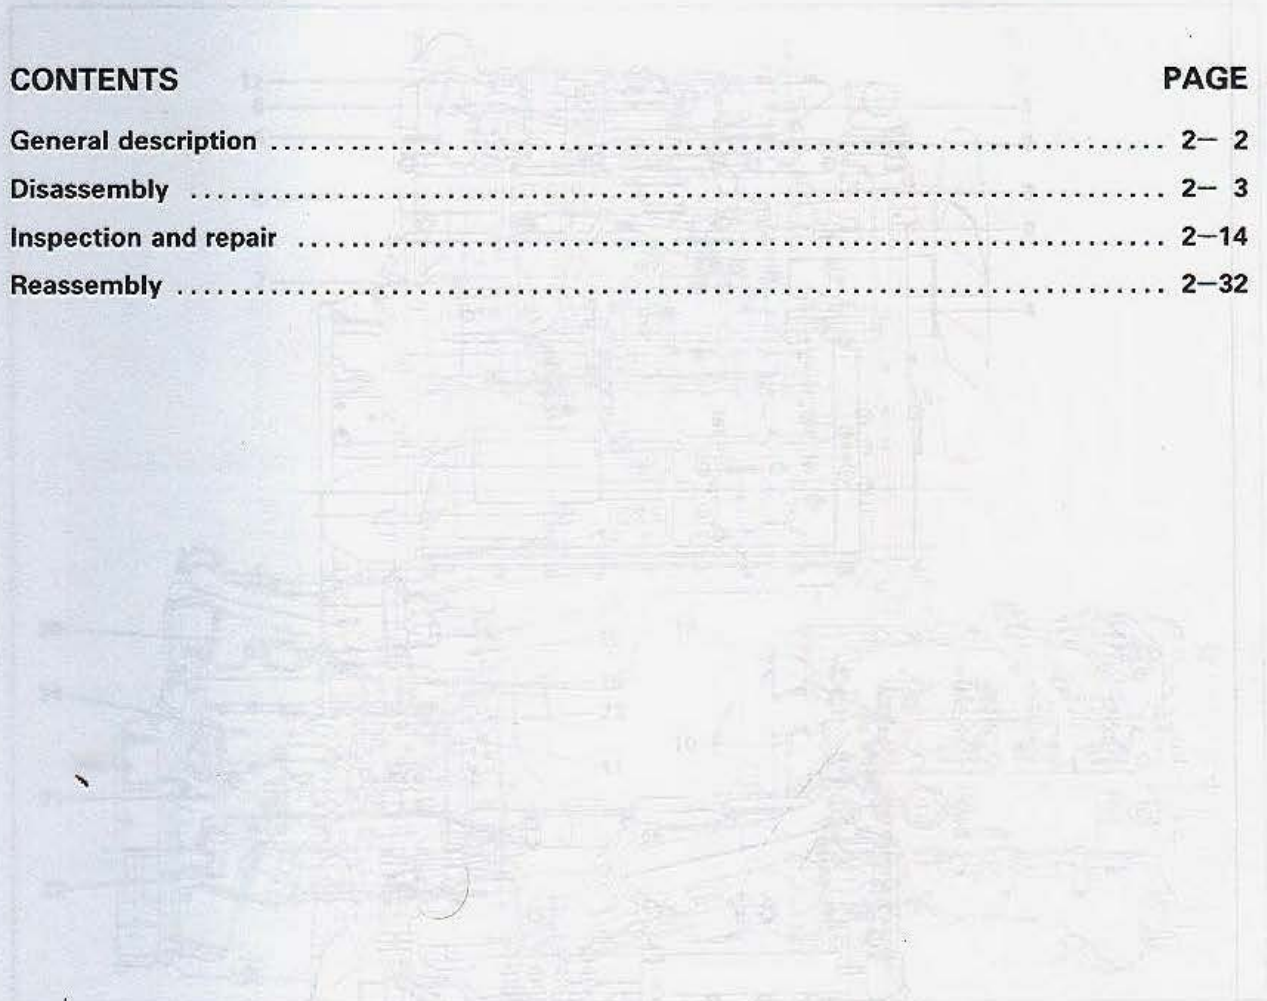 CONTENTS PAGE
General description ........ 2— 2
Disassembly ........ 2— 3
Inspection and repair ........ 2—14
Reassembly ........ 2—32